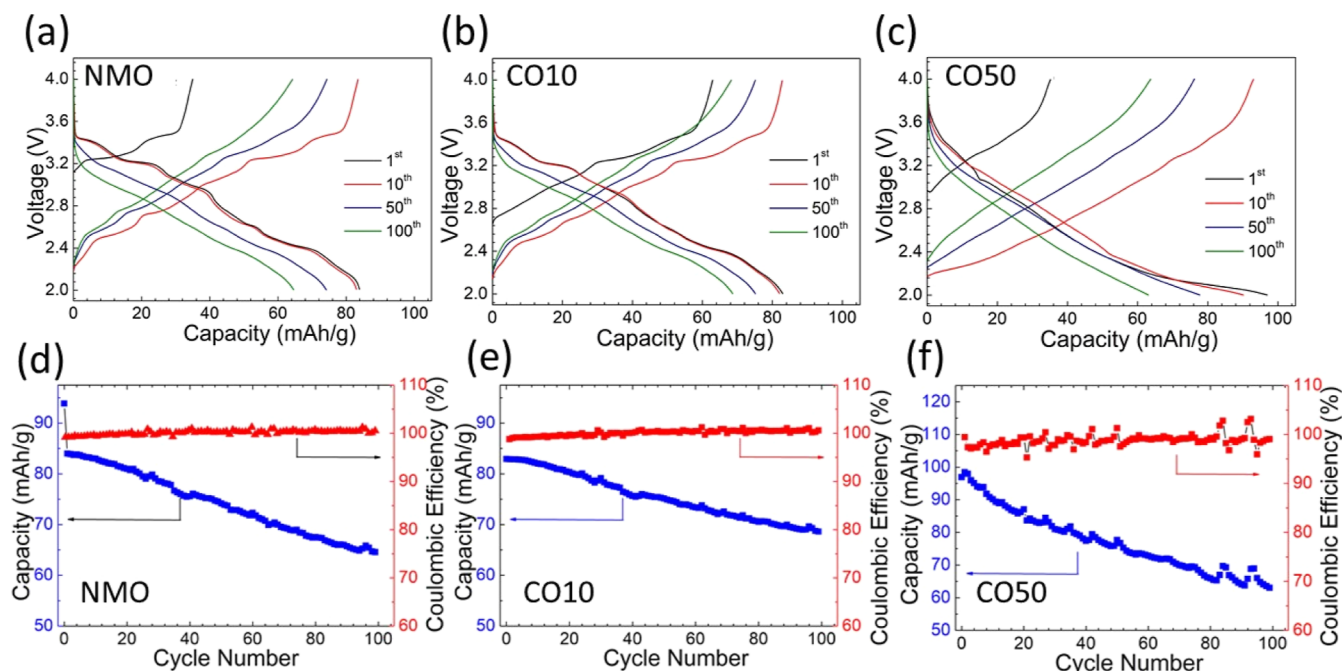 (a)
NMO
4.0
3.6
3.2
2.8
2.4
2.0
Voltage (V)
1st
10th
50th
100th
0 20 40 60 80 100
Capacity (mAh/g)
(b)
CO10
4.0
3.6
3.2
2.8
2.4
2.0
Voltage (V)
1st
10th
50th
100th
0 20 40 60 80 100
Capacity (mAh/g)
(c)
CO50
4.0
3.6
3.2
2.8
2.4
2.0
Voltage (V)
1st
10th
50th
100th
0 20 40 60 80 100
Capacity (mAh/g)
(d)
90
80
70
60
50
Capacity (mAh/g)
110
100
90
80
70
60
Coulombic Efficiency (%)
NMO
0 20 40 60 80 100
Cycle Number
(e)
90
80
70
60
50
Capacity (mAh/g)
110
100
90
80
70
60
Coulombic Efficiency (%)
CO10
0 20 40 60 80 100
Cycle Number
(f)
120
110
100
90
80
70
60
50
Capacity (mAh/g)
110
100
90
80
70
60
Coulombic Efficiency (%)
CO50
0 20 40 60 80 100
Cycle Number